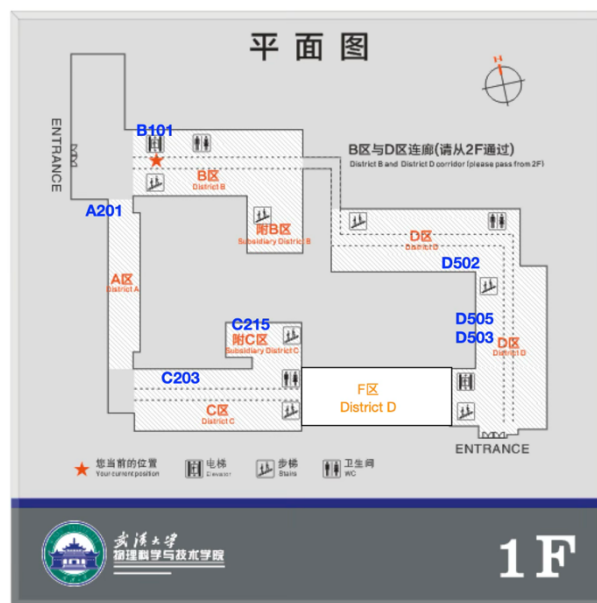 平面图
N
B101
B区与D区连廊(请从2F通过)
District B and District D corridor (please pass from 2F)
ENTRANCE
B区
District B
A201
附B区
Subsidiary District B
D区
District D
D502
A区
District A
C215
附C区
Subsidiary District C
D505
D503
D区
District D
C203
F区
District D
C区
District C
ENTRANCE
您当前的位置
Your current position
电梯
Elevator
步梯
Stairs
卫生间
WC
武汉大学
物理科学与技术学院
1F